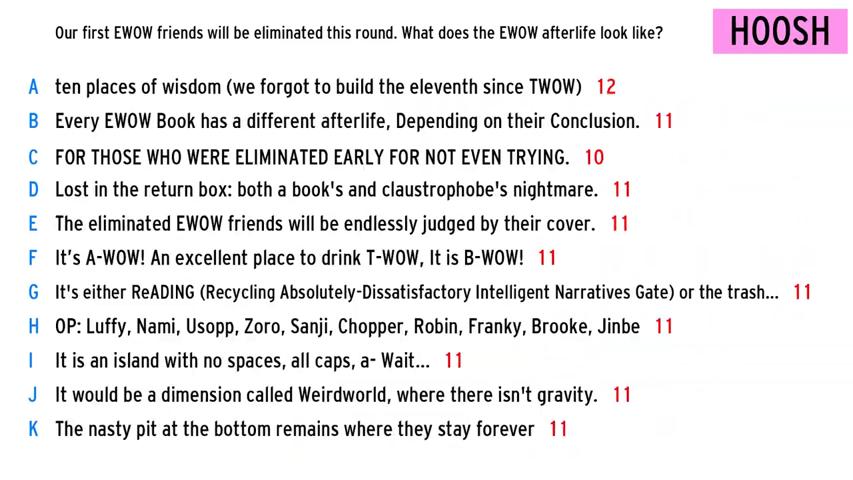 Our first EWOW friends will be eliminated this round. What does the EWOW afterlife look like?
HOOSH
A ten places of wisdom (we forgot to build the eleventh since TWOW) 12
B Every EWOW Book has a different afterlife, Depending on their Conclusion. 11
C FOR THOSE WHO WERE ELIMINATED EARLY FOR NOT EVEN TRYING. 10
D Lost in the return box: both a book's and claustrophobe's nightmare. 11
E The eliminated EWOW friends will be endlessly judged by their cover. 11
F It's A-WOW! An excellent place to drink T-WOW, It is B-WOW! 11
G It's either ReADING (Recycling Absolutely-Dissatisfactory Intelligent Narratives Gate) or the trash... 11
H OP: Luffy, Nami, Usopp, Zoro, Sanji, Chopper, Robin, Franky, Brooke, Jinbe 11
I It is an island with no spaces, all caps, a- Wait... 11
J It would be a dimension called Weirdworld, where there isn't gravity. 11
K The nasty pit at the bottom remains where they stay forever 11